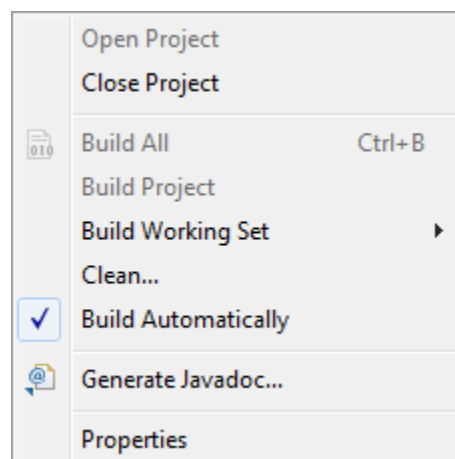 Open Project
Close Project
Build All Ctrl+B
Build Project
Build Working Set
Clean...
Build Automatically
Generate Javadoc...
Properties